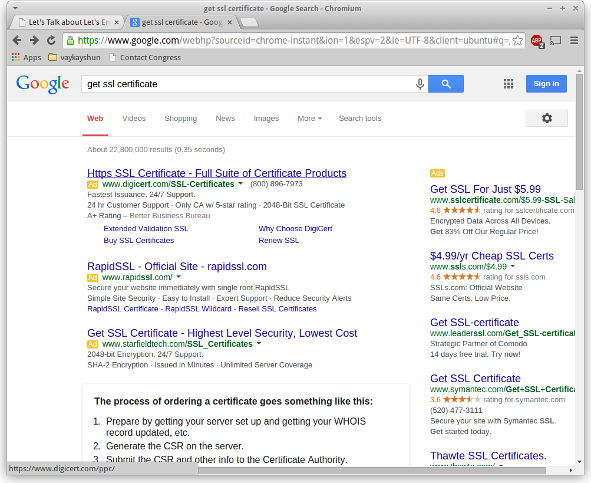 get ssl certificate - Google Search - Chromium
Let's Talk about Let's En
get ssl certificate - Goog
https://www.google.com/webhp?sourceid=chrome-instant&ion=1&espv=2&ie=UTF-8&client=ubuntu#q=
ABP
Apps
vaykayshun
Contact Congress
Google
get ssl certificate
Sign in
Web
Videos
Shopping
News
Images
More
Search tools
About 22,800,000 results (0.35 seconds)
Https SSL Certificate - Full Suite of Certificate Products
Ad www.digicert.com/SSL-Certificates (800) 896-7973
Fastest Issuance. 24/7 Support.
24 hr Customer Support · Only CA w/ 5-star rating · 2048-Bit SSL Certificate
A+ Rating – Better Business Bureau
Extended Validation SSL
Why Choose DigiCert
Buy SSL Certificates
Renew SSL
RapidSSL - Official Site - rapidssl.com
Ad www.rapidssl.com/
Secure your website immediately with single root RapidSSL
Simple Site Security · Easy to Install · Expert Support · Reduce Security Alerts
RapidSSL Certificate - RapidSSL Wildcard - Resell SSL Certificates
Get SSL Certificate - Highest Level Security, Lowest Cost
Ad www.starfieldtech.com/SSL_Certificates
2048-bit Encryption, 24/7 Support.
SHA-2 Encryption · Issued in Minutes · Unlimited Server Coverage
The process of ordering a certificate goes something like this:
1. Prepare by getting your server set up and getting your WHOIS
record updated, etc.
2. Generate the CSR on the server.
3. Submit the CSR and other info to the Certificate Authority.
Ads
Get SSL For Just $5.99
www.sslcertificate.com/$5.99-SSL-Sal
4.6 rating for sslcertificate.com
Encrypted Data Across All Devices.
Get 83% Off Our Regular Price!
$4.99/yr Cheap SSL Certs
www.ssls.com/$4.99
4.6 rating for ssls.com
SSLs.com: Official Website
Same Certs. Low Price.
Get SSL-certificate
www.leaderssl.com/Get_SSL-certificat
Strategic Partner of Comodo
14 days free trial. Try now!
Get SSL Certificate
www.symantec.com/Get+SSL+Certifica
3.6 rating for symantec.com
(520) 477-3111
Secure your site with Symantec SSL.
Get started today.
Thawte SSL Certificates.
www.thawte.com/
https://www.digicert.com/ppc/